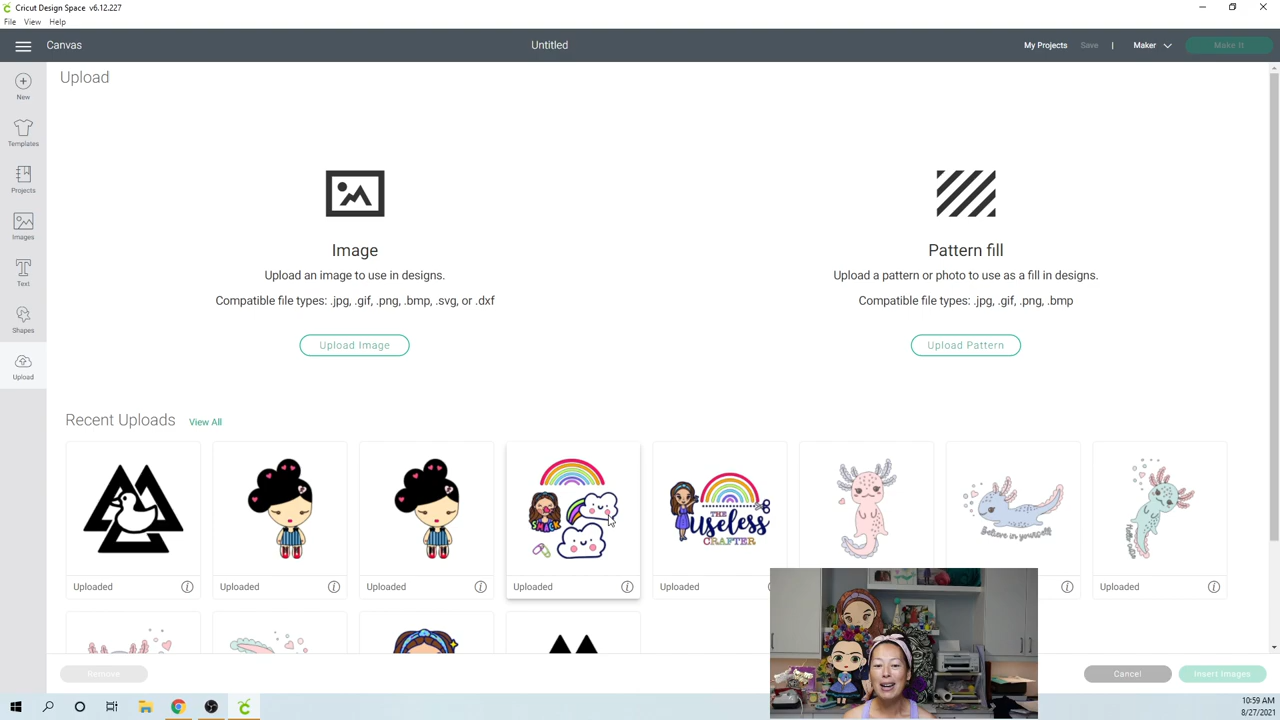 Cricut Design Space v6.12.227
File View Help
Canvas
Untitled
My Projects Save | Maker Make It
Upload
New
Templates
Projects
Images
Text
Shapes
Upload
Image
Upload an image to use in designs.
Compatible file types: .jpg, .gif, .png, .bmp, .svg, or .dxf
Upload Image
Pattern fill
Upload a pattern or photo to use as a fill in designs.
Compatible file types: .jpg, .gif, .png, .bmp
Upload Pattern
Recent Uploads View All
SMACK
THE
Useless
CRAFTER
Believe in yourself
Uploaded
Uploaded
Uploaded
Uploaded
Uploaded
Uploaded
Remove
Cancel
Insert Images
10:59 AM
8/27/2021